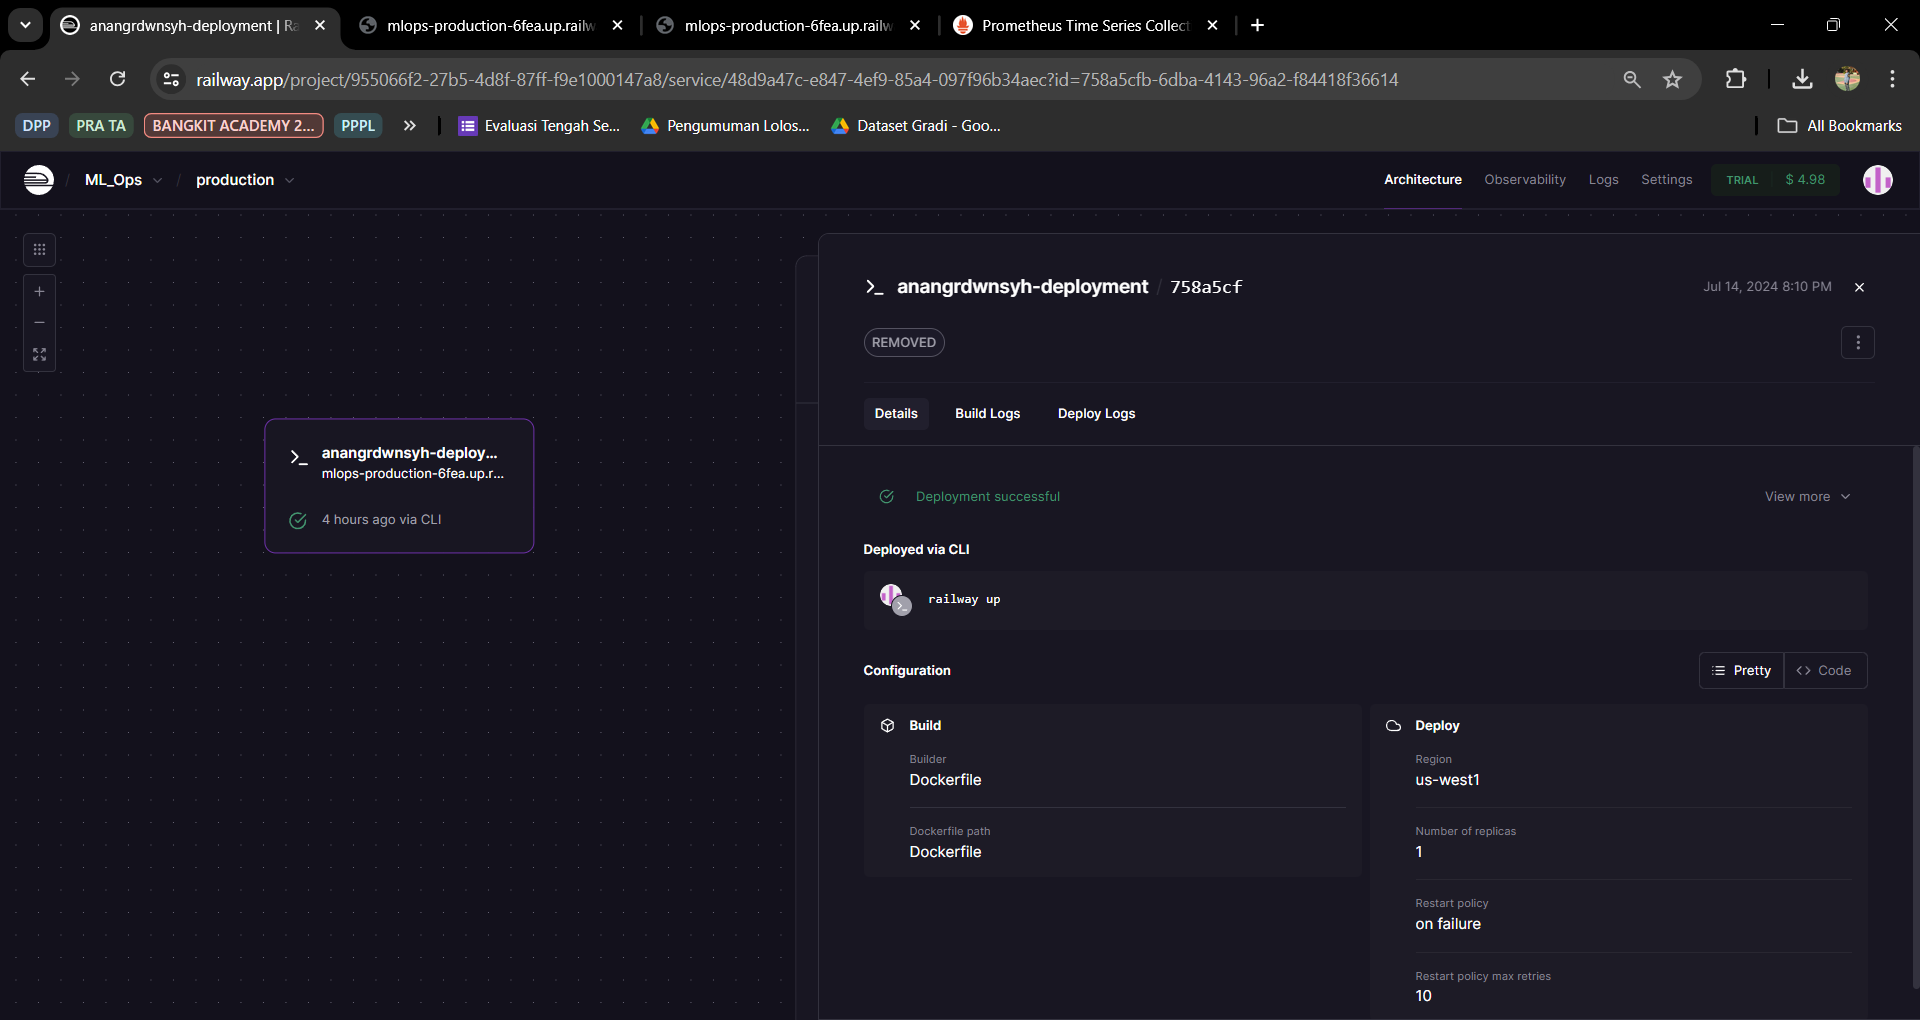 anangrdwnsyh-deployment | Ra
mlops-production-6fea.up.railw
mlops-production-6fea.up.railw
Prometheus Time Series Collect
railway.app/project/955066f2-27b5-4d8f-87ff-f9e1000147a8/service/48d9a47c-e847-4ef9-85a4-097f96b34aec?id=758a5cfb-6dba-4143-96a2-f84418f36614
DPP
PRA TA
BANGKIT ACADEMY 2...
PPPL
Evaluasi Tengah Se...
Pengumuman Lolos...
Dataset Gradi - Goo...
All Bookmarks
/ ML_Ops / production
Architecture
Observability
Logs
Settings
TRIAL $ 4.98
anangrdwnsyh-deploy...
mlops-production-6fea.up.r...
4 hours ago via CLI
anangrdwnsyh-deployment / 758a5cf
Jul 14, 2024 8:10 PM
REMOVED
Details
Build Logs
Deploy Logs
Deployment successful
View more
Deployed via CLI
railway up
Configuration
Pretty
<> Code
Build
Builder
Dockerfile
Dockerfile path
Dockerfile
Deploy
Region
us-west1
Number of replicas
1
Restart policy
on failure
Restart policy max retries
10